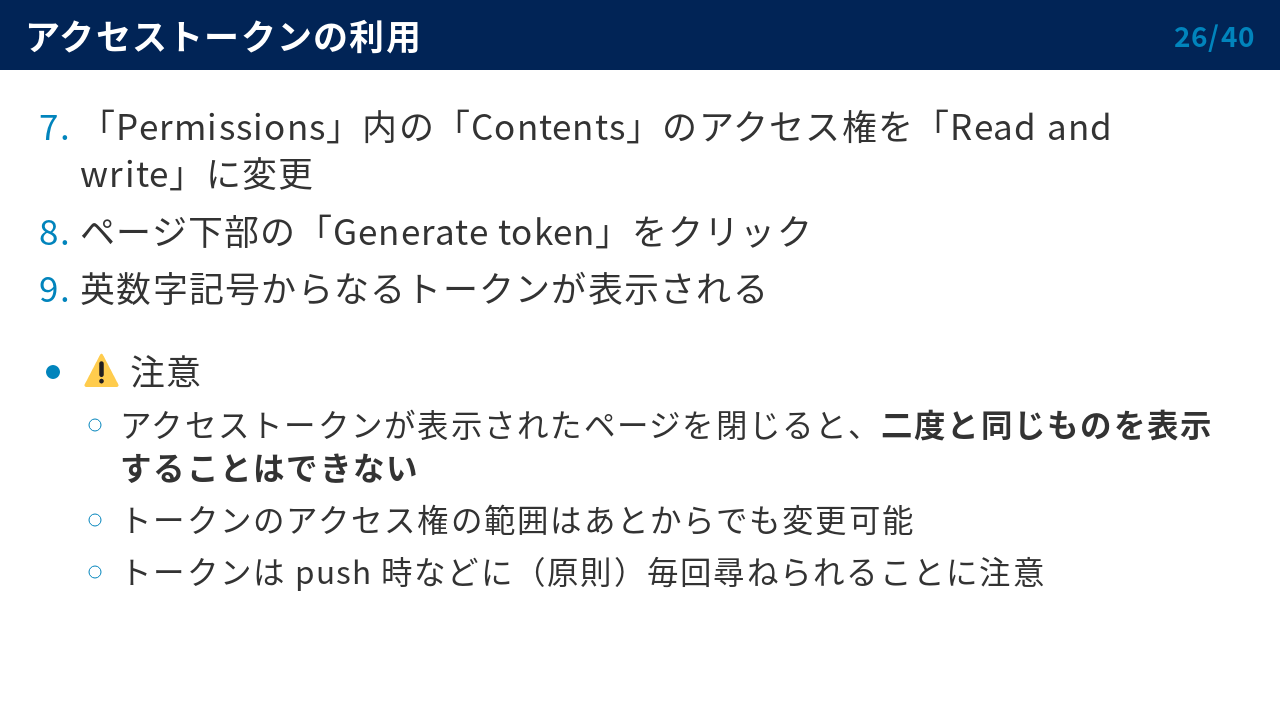 アクセストークンの利用
26/40
7. 「Permissions」内の「Contents」のアクセス権を「Read and
write」に変更
8. ページ下部の「Generate token」をクリック
9. 英数字記号からなるトークンが表示される
• ⚠️ 注意
○ アクセストークンが表示されたページを閉じると、二度と同じものを表示
することはできない
○ トークンのアクセス権の範囲はあとからでも変更可能
○ トークンは push 時などに（原則）毎回尋ねられることに注意